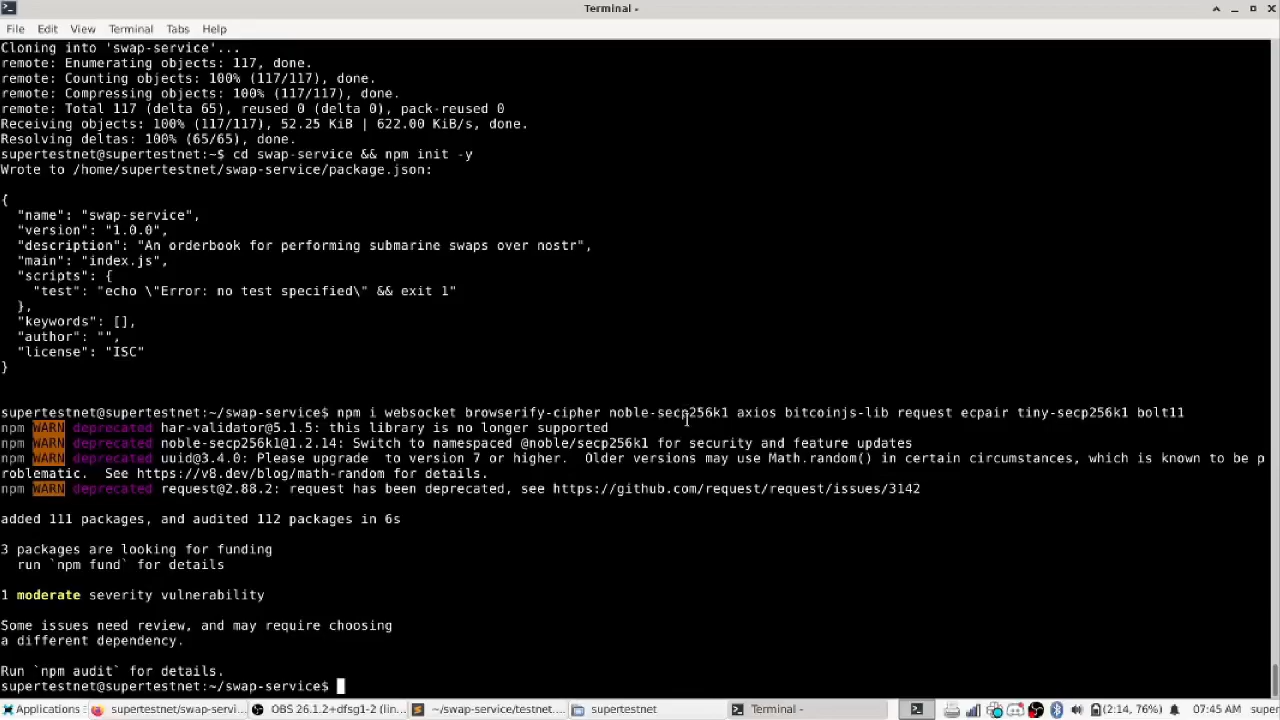 Terminal -
File Edit View Terminal Tabs Help
Cloning into 'swap-service'...
remote: Enumerating objects: 117, done.
remote: Counting objects: 100% (117/117), done.
remote: Compressing objects: 100% (117/117), done.
remote: Total 117 (delta 65), reused 0 (delta 0), pack-reused 0
Receiving objects: 100% (117/117), 52.25 KiB | 622.00 KiB/s, done.
Resolving deltas: 100% (65/65), done.
supertestnet@supertestnet:~$ cd swap-service && npm init -y
Wrote to /home/supertestnet/swap-service/package.json:
{
  "name": "swap-service",
  "version": "1.0.0",
  "description": "An orderbook for performing submarine swaps over nostr",
  "main": "index.js",
  "scripts": {
    "test": "echo \"Error: no test specified\" && exit 1"
  },
  "keywords": [],
  "author": "",
  "license": "ISC"
}
supertestnet@supertestnet:~/swap-service$ npm i websocket browserify-cipher noble-secp256k1 axios bitcoinjs-lib request ecpair tiny-secp256k1 bolt11
npm WARN deprecated har-validator@5.1.5: this library is no longer supported
npm WARN deprecated noble-secp256k1@1.2.14: Switch to namespaced @noble/secp256k1 for security and feature updates
npm WARN deprecated uuid@3.4.0: Please upgrade  to version 7 or higher.  Older versions may use Math.random() in certain circumstances, which is known to be p
roblematic.  See https://v8.dev/blog/math-random for details.
npm WARN deprecated request@2.88.2: request has been deprecated, see https://github.com/request/request/issues/3142
added 111 packages, and audited 112 packages in 6s
3 packages are looking for funding
  run `npm fund` for details
1 moderate severity vulnerability
Some issues need review, and may require choosing
a different dependency.
Run `npm audit` for details.
supertestnet@supertestnet:~/swap-service$
Applications supertestnet/swap-servi... OBS 26.1.2+dfsg1-2 (lin... ~/swap-service/testnet.... supertestnet Terminal - (2:14, 76%) 07:45 AM super